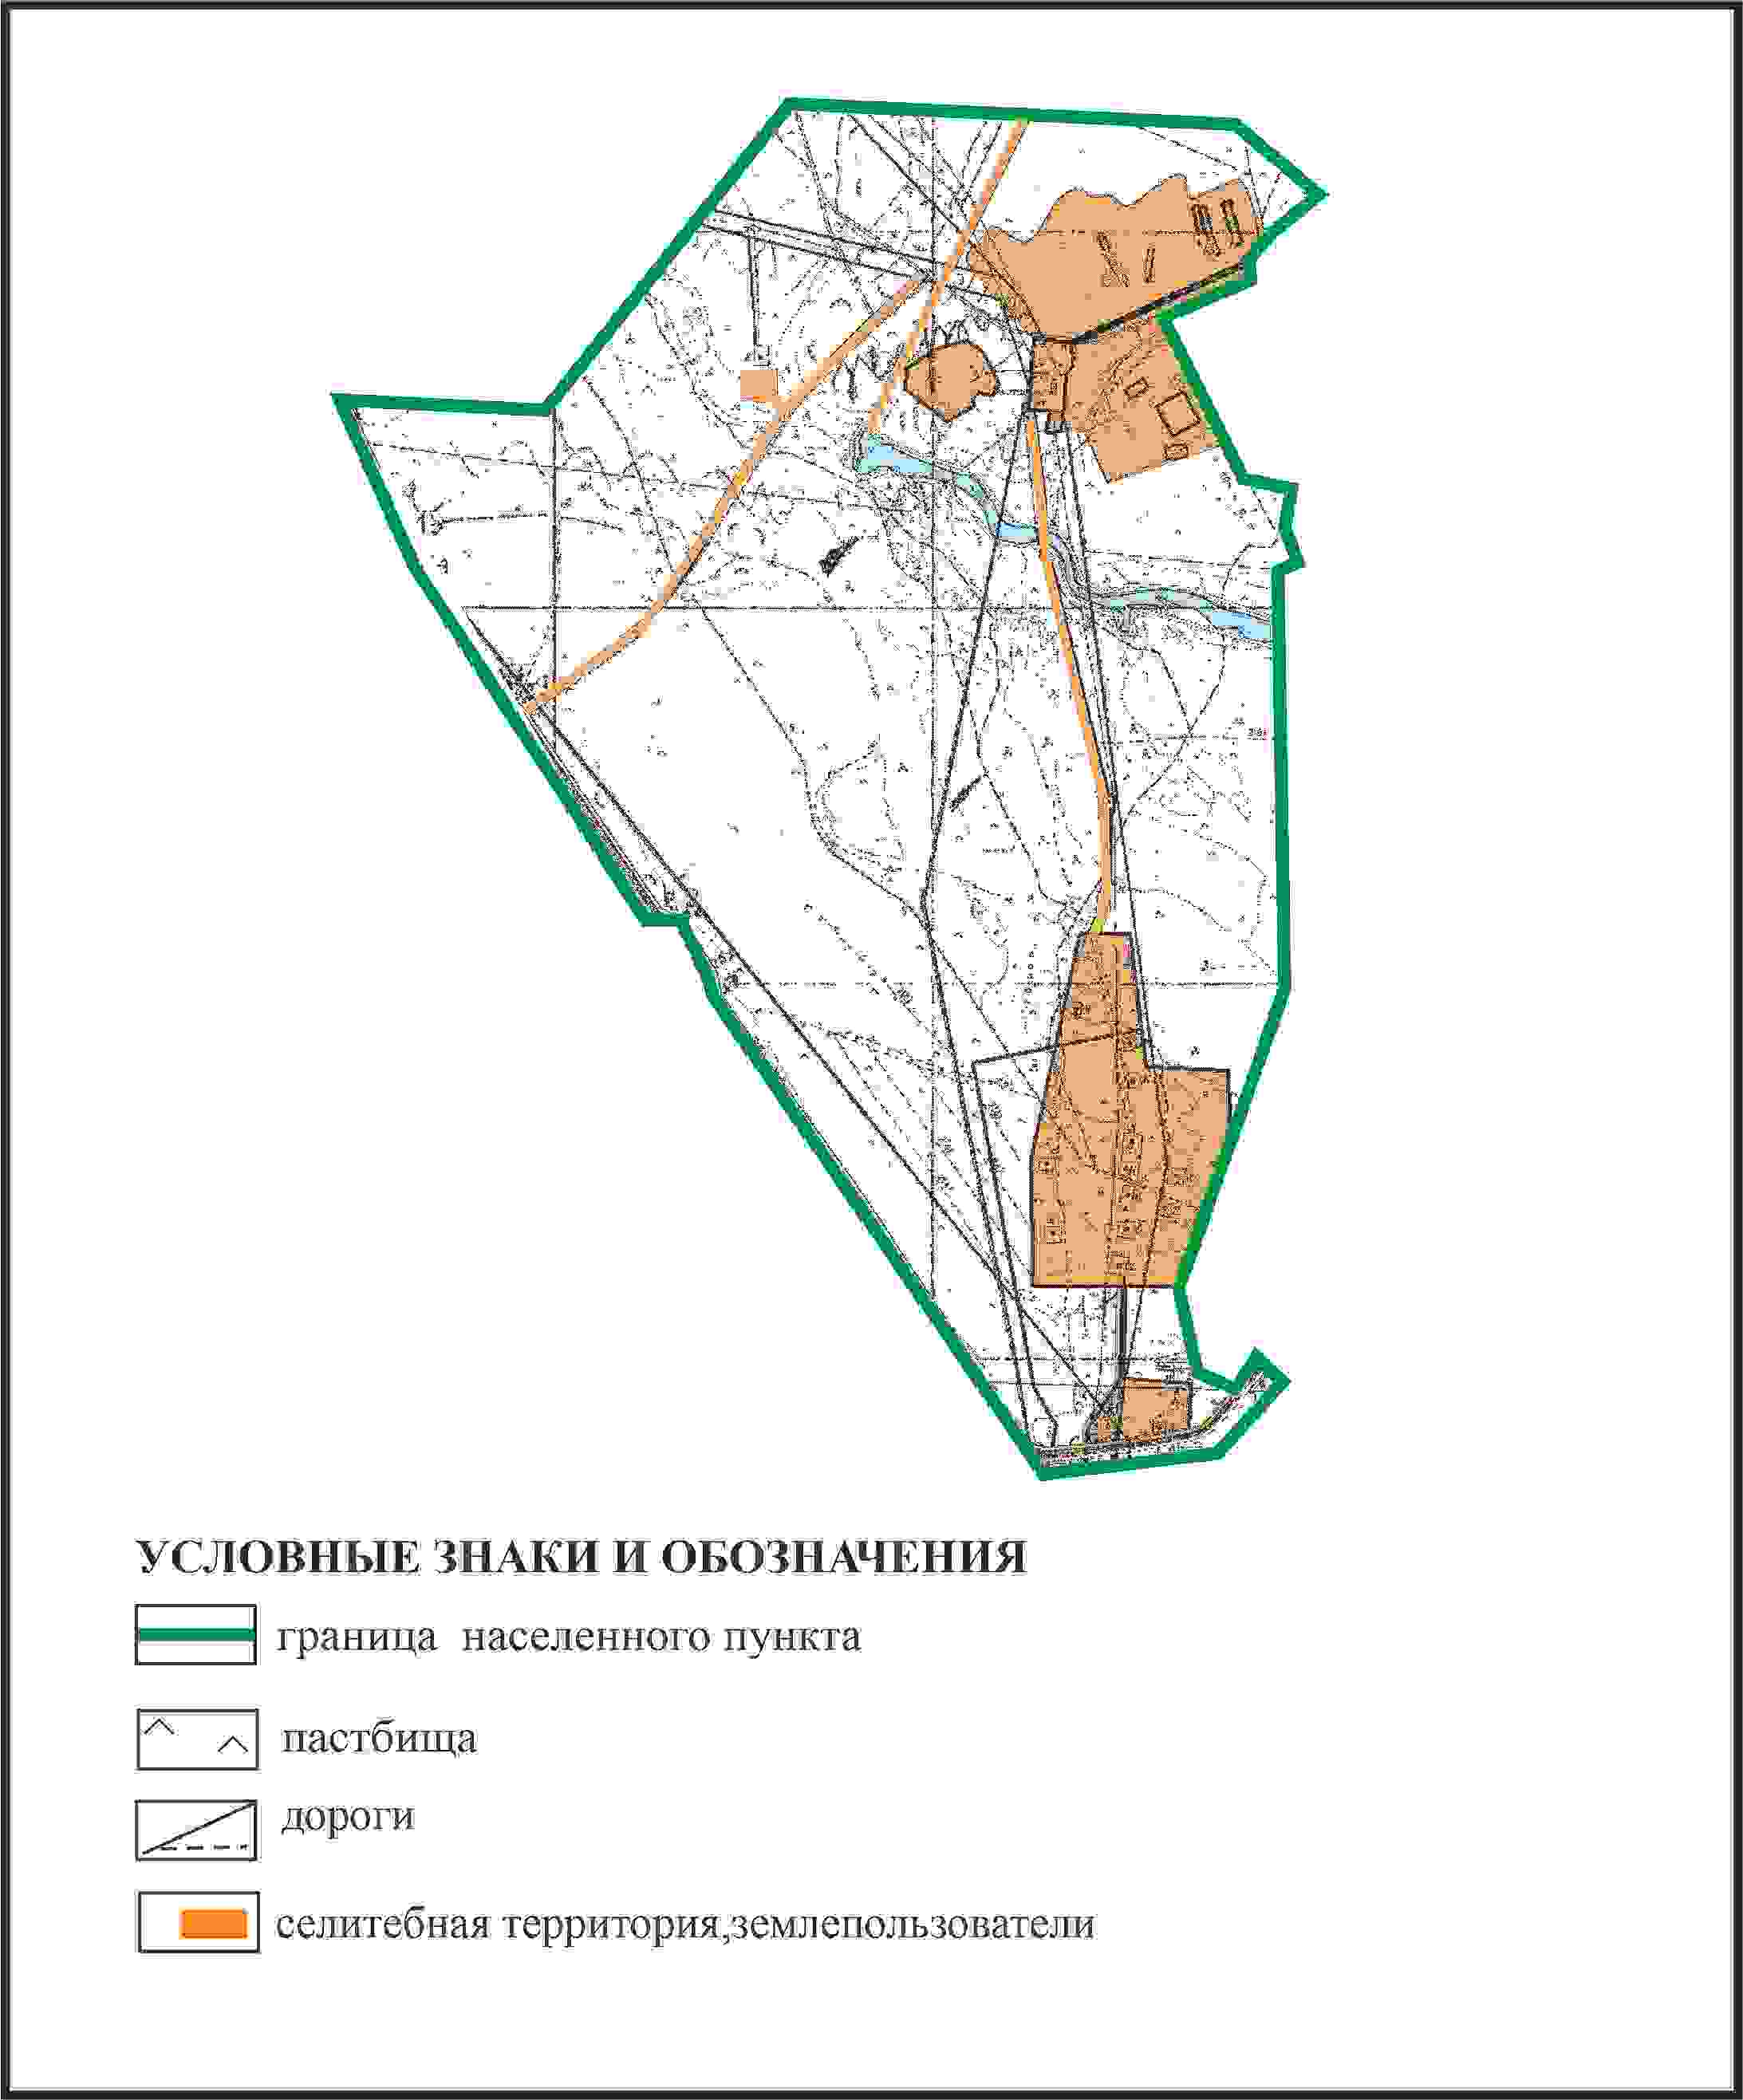 УСЛОВНЫЕ ЗНАКИ И ОБОЗНАЧЕНИЯ
граница населенного пункта
пастбища
дороги
селитебная территория,землепользователи